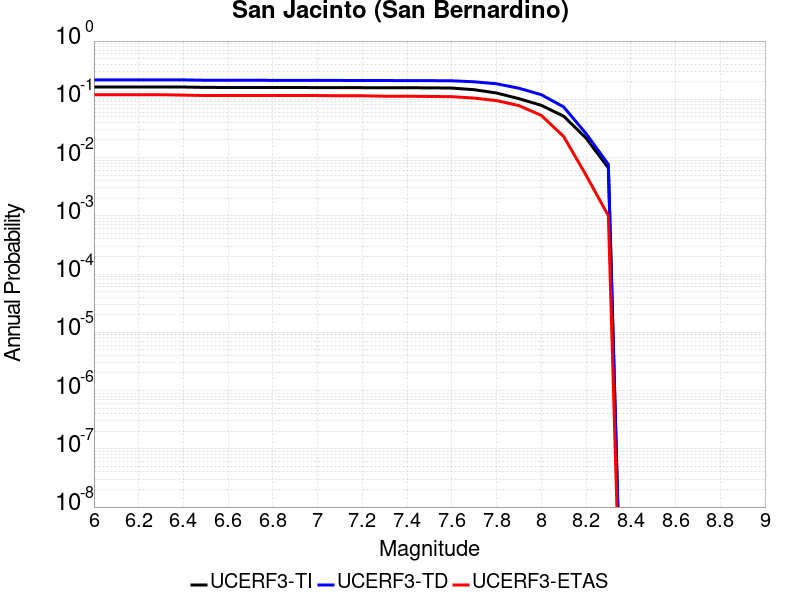 San Jacinto (San Bernardino)
10^0
10^-1
10^-2
10^-3
10^-4
10^-5
10^-6
10^-7
10^-8
Annual Probability
6 6.2 6.4 6.6 6.8 7 7.2 7.4 7.6 7.8 8 8.2 8.4 8.6 8.8 9
Magnitude
UCERF3-TI UCERF3-TD UCERF3-ETAS